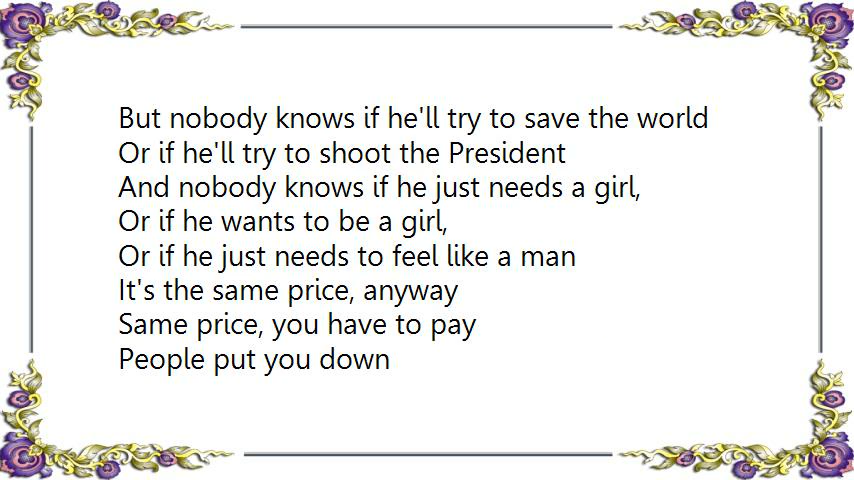 But nobody knows if he'll try to save the world
Or if he'll try to shoot the President
And nobody knows if he just needs a girl,
Or if he wants to be a girl,
Or if he just needs to feel like a man
It's the same price, anyway
Same price, you have to pay
People put you down